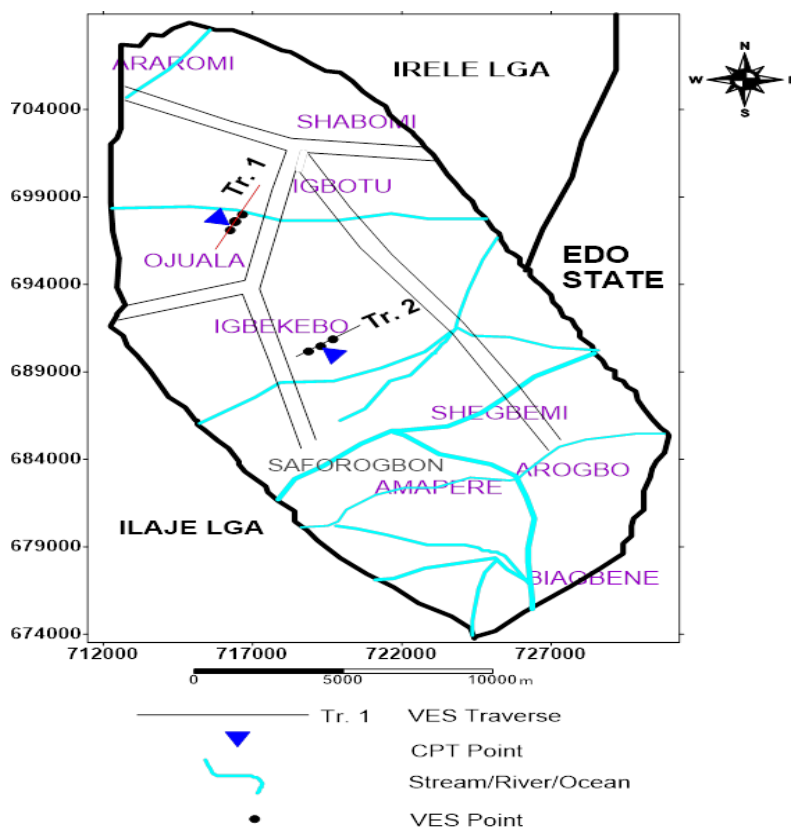 ARAROMI
IRELE LGA
N
W
S
704000
SHABOMI
Tr. 1
IGBOTU
699000
OJUALA
EDO
STATE
694000
IGBEKEBO
Tr. 2
689000
SHEGBEMI
684000
SAFOROGBON
AROGBO
AMAPERE
ILAJE LGA
679000
BIAGBENE
674000
712000 717000 722000 727000
0 5000 10000 m
Tr. 1 VES Traverse
CPT Point
Stream/River/Ocean
VES Point